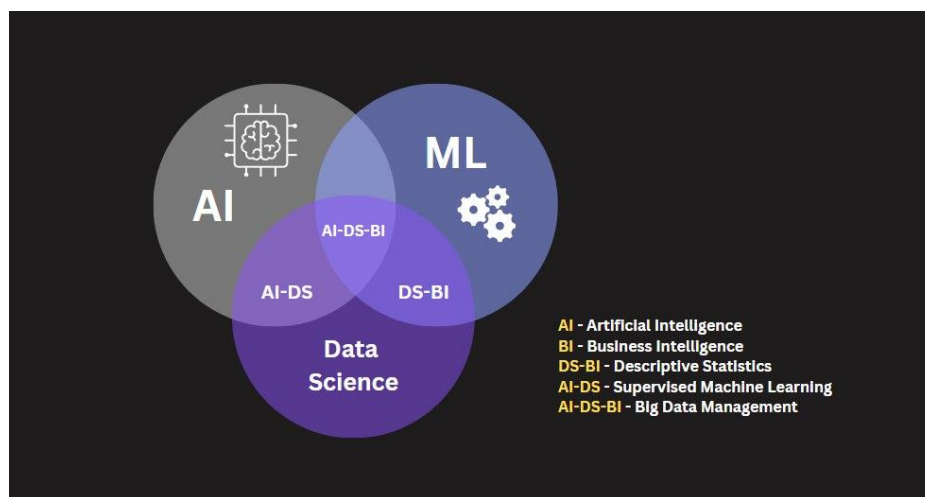 ML
AI
AI-DS-BI
AI-DS
DS-BI
Data
Science
AI - Artificial Intelligence
BI - Business Intelligence
DS-BI - Descriptive Statistics
AI-DS - Supervised Machine Learning
AI-DS-BI - Big Data Management